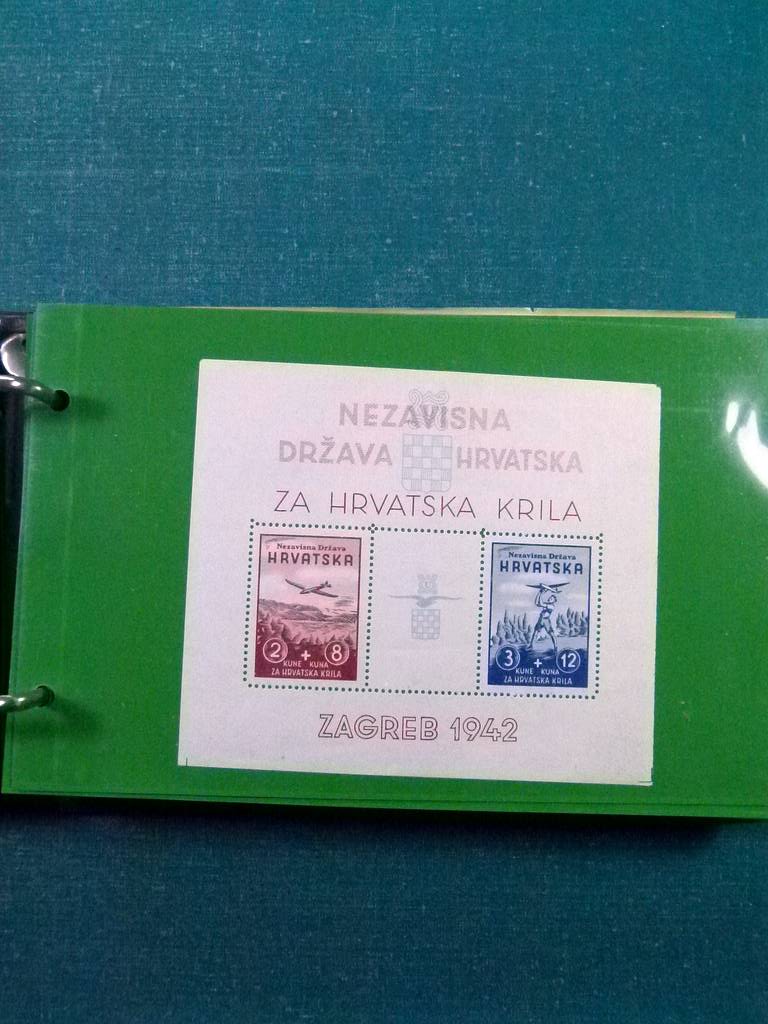 NEZAVISNA
DRŽAVA HRVATSKA
ZA HRVATSKA KRILA
Nezavisna Država
HRVATSKA
2 + 8
KUNE KUNA
ZA HRVATSKA KRILA
Nezavisna Država
HRVATSKA
3 + 12
KUNE KUNA
ZA HRVATSKA KRILA
ZAGREB 1942